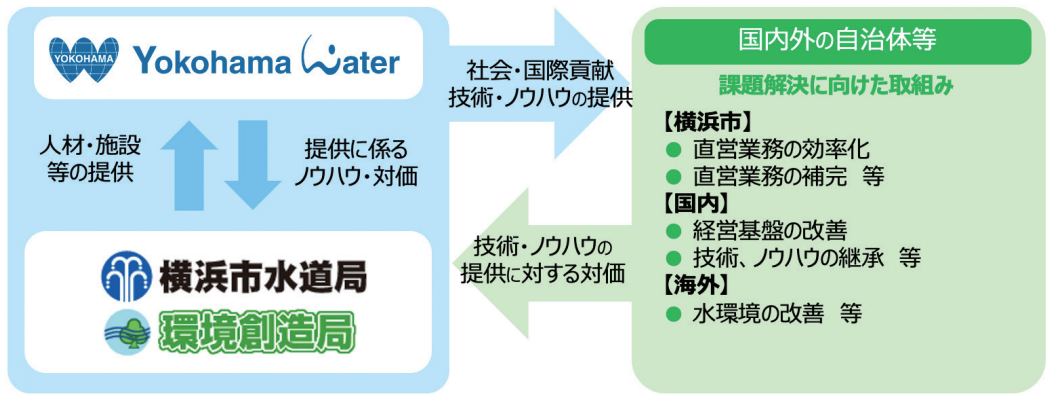 YOKOHAMA
Yokohama Water
人材・施設
等の提供
提供に係る
ノウハウ・対価
横浜市水道局
環境創造局
社会・国際貢献
技術・ノウハウの提供
技術・ノウハウの
提供に対する対価
国内外の自治体等
課題解決に向けた取組み
【横浜市】
● 直営業務の効率化
● 直営業務の補完 等
【国内】
● 経営基盤の改善
● 技術、ノウハウの継承 等
【海外】
● 水環境の改善 等